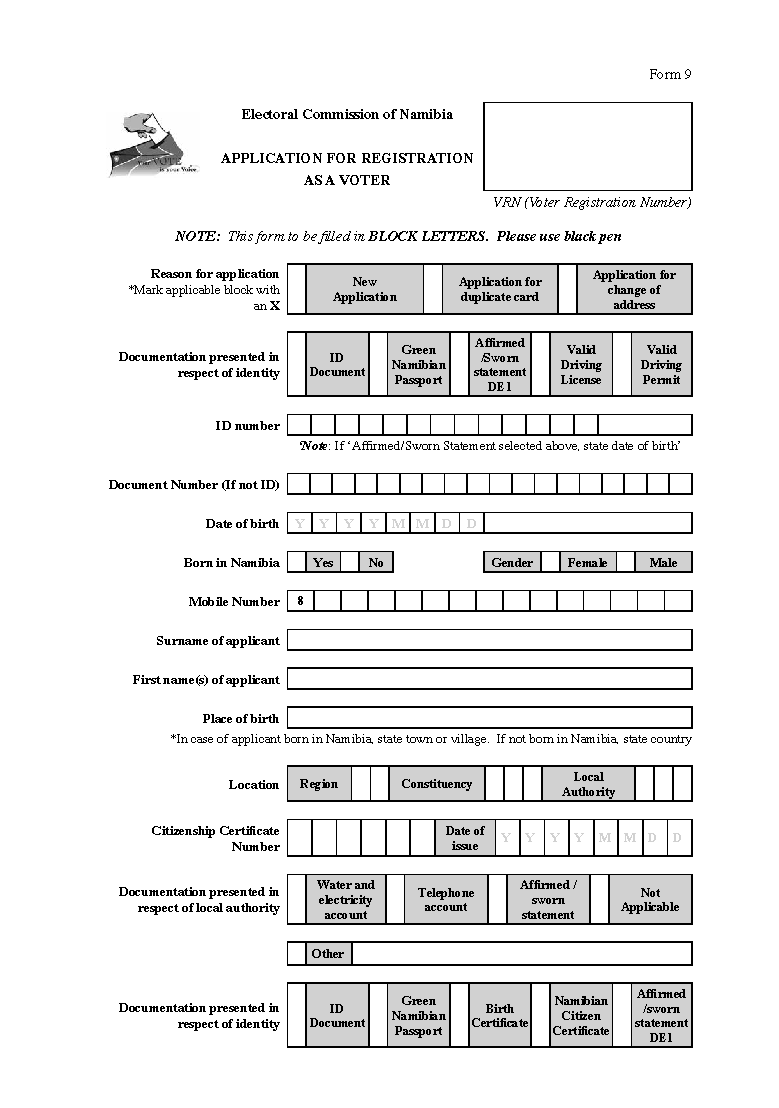 Form 9
Electoral Commission of Namibia
APPLICATION FOR REGISTRATION
AS A VOTER
VOTE
is your Voice
VRN (Voter Registration Number)
NOTE: This form to be filled in BLOCK LETTERS. Please use black pen
Reason for application
*Mark applicable block with
an X
New
Application
Application for
duplicate card
Application for
change of
address
Documentation presented in
respect of identity
ID
Document
Green
Namibian
Passport
Affirmed
/Sworn
statement
DE1
Valid
Driving
License
Valid
Driving
Permit
ID number
*Note: If ‘Affirmed/Sworn Statement selected above, state date of birth’
Document Number (If not ID)
Date of birth
Y Y Y Y M M D D
Born in Namibia
Yes No
Gender Female Male
Mobile Number
8
Surname of applicant
First name(s) of applicant
Place of birth
*In case of applicant born in Namibia, state town or village. If not born in Namibia, state country
Location
Region
Constituency
Local
Authority
Citizenship Certificate
Number
Date of
issue
Y Y Y Y M M D D
Documentation presented in
respect of local authority
Water and
electricity
account
Telephone
account
Affirmed /
sworn
statement
Not
Applicable
Other
Documentation presented in
respect of identity
ID
Document
Green
Namibian
Passport
Birth
Certificate
Namibian
Citizen
Certificate
Affirmed
/sworn
statement
DE1